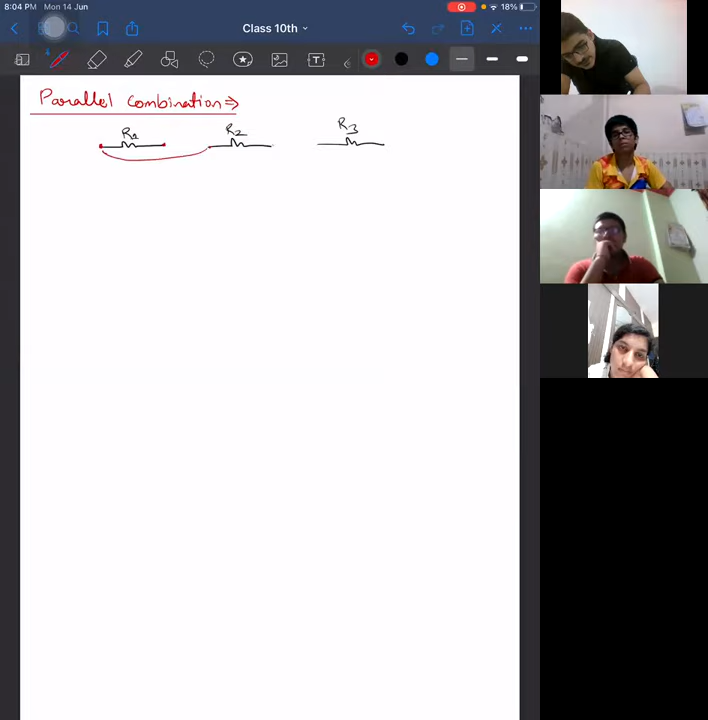 8:04 PM Mon 14 Jun
18%
Class 10th
T
Parallel Combination ⇒
R1 R2 R3